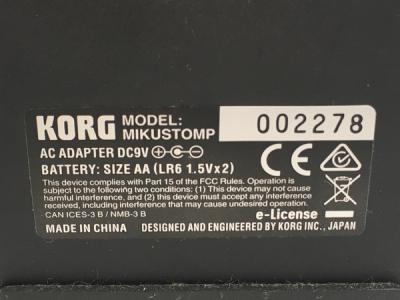 KORG MODEL: MIKUSTOMP 002278
AC ADAPTER DC9V
BATTERY: SIZE AA (LR6 1.5Vx2)
This device complies with Part 15 of the FCC Rules. Operation is
subject to the following two conditions: (1) This device may not cause
harmful interference, and (2) this device must accept any interference
received, including interference that may cause undesired operation.
CAN ICES-3 B / NMB-3 B
e-License
CE
MADE IN CHINA DESIGNED AND ENGINEERED BY KORG INC., JAPAN